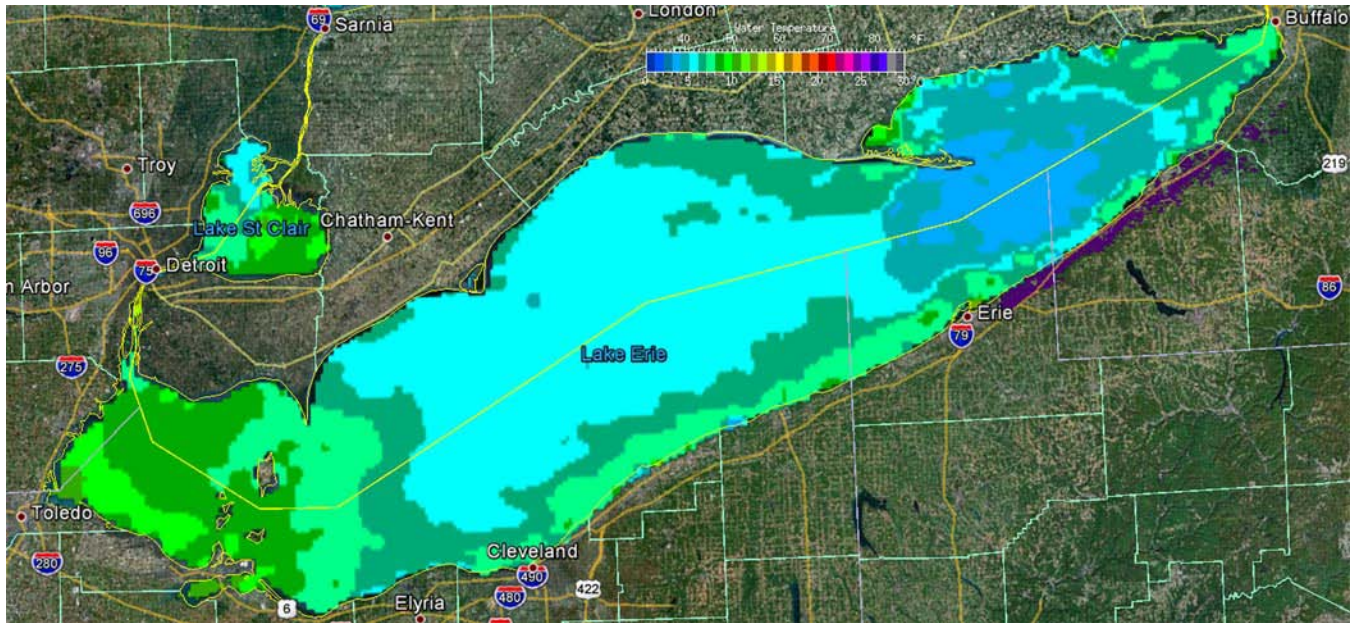 London
Buffalo
69
Sarnia
Water Temperature
40 50 60 70 80 °F
0 5 10 15 20 25 30
Troy
219
696
Chatham-Kent
Lake St Clair
96
75
Detroit
n Arbor
86
Erie
79
Lake Erie
275
Toledo
Cleveland
280
490
422
480
6
Elyria